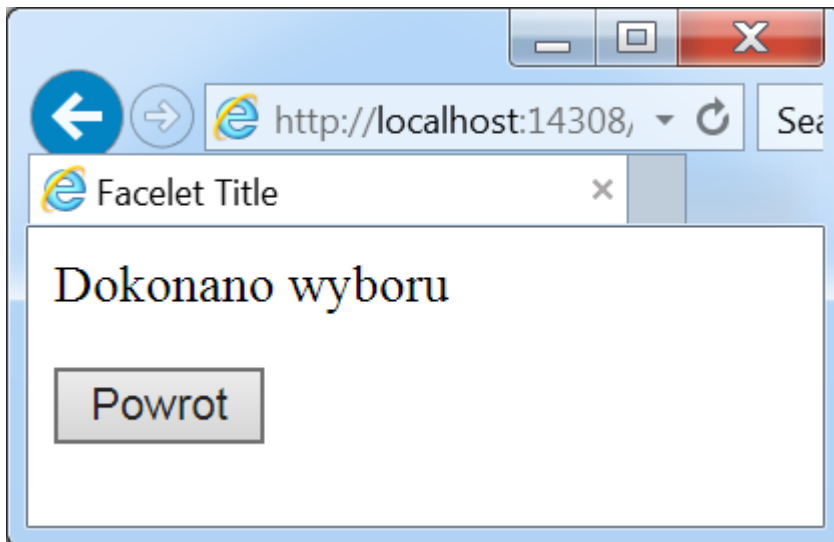 http://localhost:14308/
Sea
Facelet Title
Dokonano wyboru
Powrot